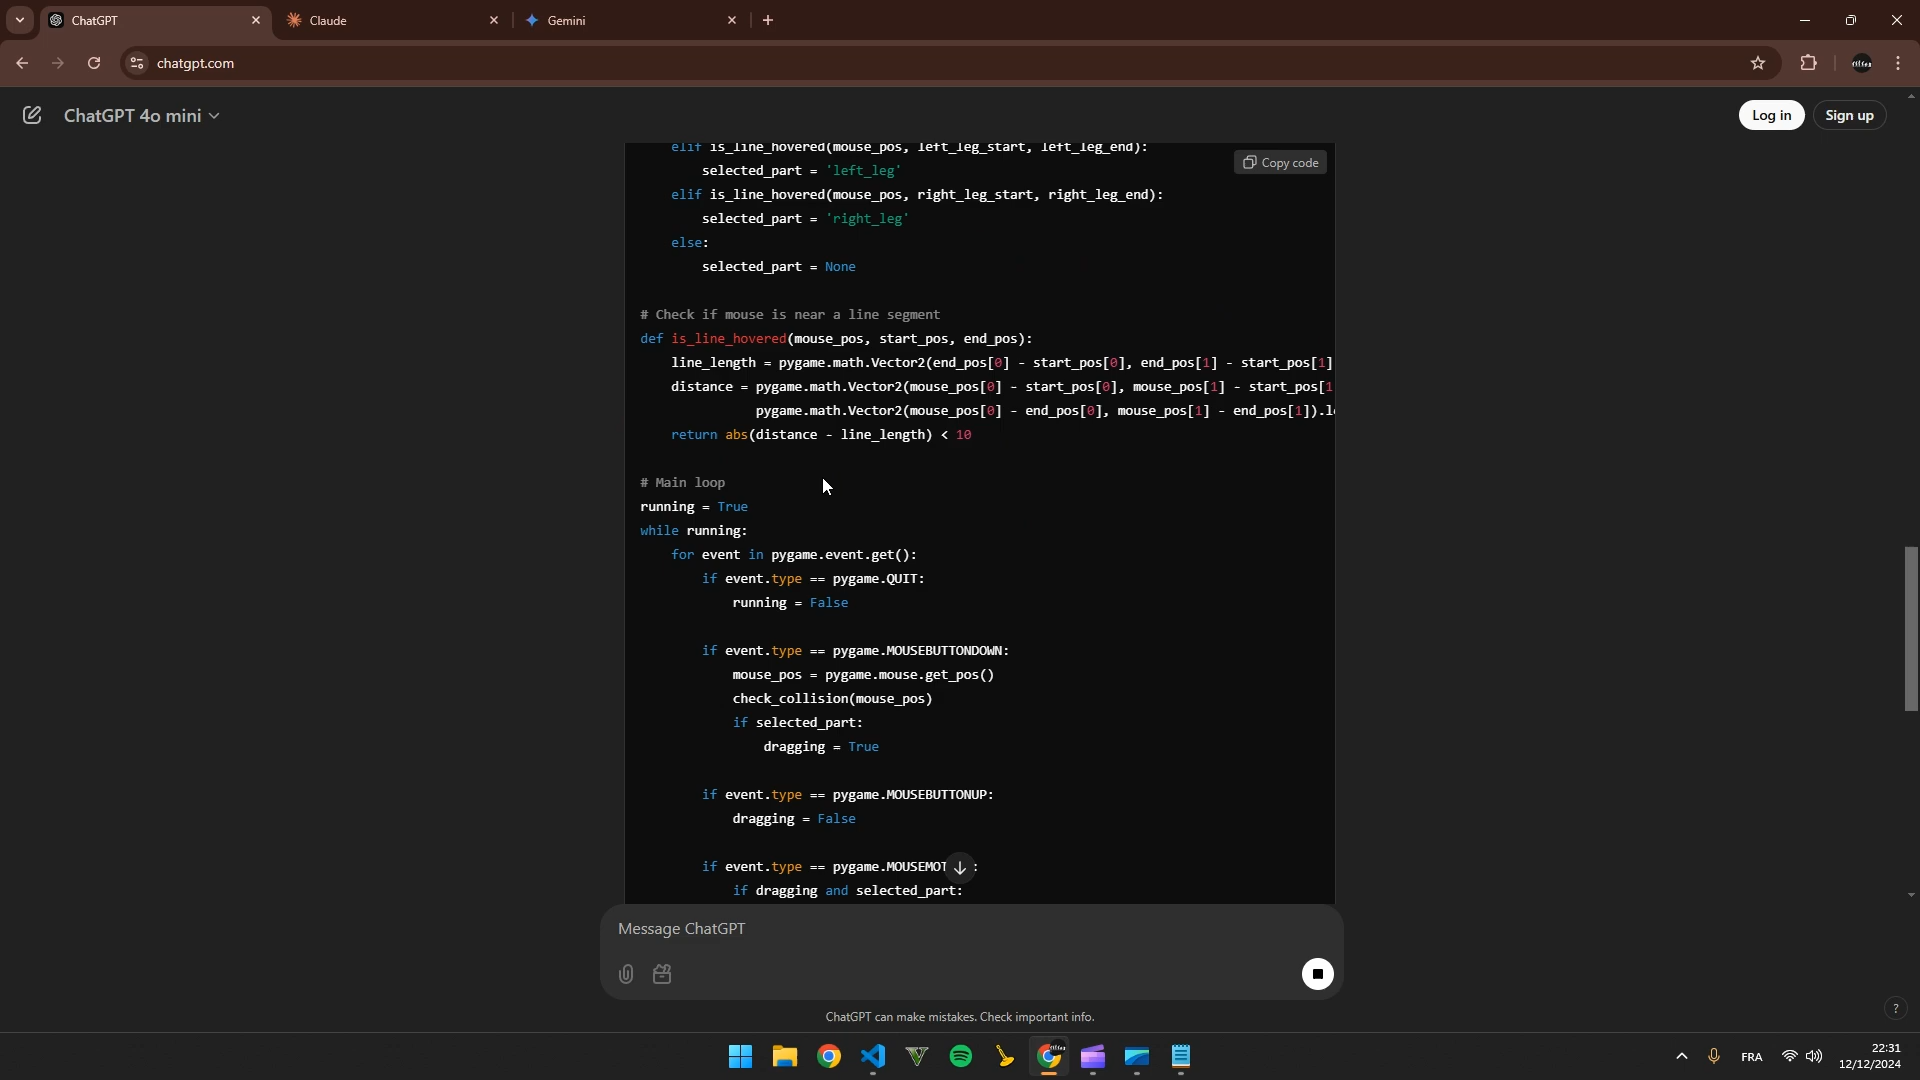 ChatGPT
Claude
Gemini
chatgpt.com
ChatGPT 4o mini
Log in
Sign up
Copy code
elif is_line_hovered(mouse_pos, left_leg_start, left_leg_end):
selected_part = 'left_leg'
elif is_line_hovered(mouse_pos, right_leg_start, right_leg_end):
selected_part = 'right_leg'
else:
selected_part = None
# Check if mouse is near a line segment
def is_line_hovered(mouse_pos, start_pos, end_pos):
line_length = pygame.math.Vector2(end_pos[0] - start_pos[0], end_pos[1] - start_pos[1]
distance = pygame.math.Vector2(mouse_pos[0] - start_pos[0], mouse_pos[1] - start_pos[1
pygame.math.Vector2(mouse_pos[0] - end_pos[0], mouse_pos[1] - end_pos[1]).l
return abs(distance - line_length) < 10
# Main loop
running = True
while running:
for event in pygame.event.get():
if event.type == pygame.QUIT:
running = False
if event.type == pygame.MOUSEBUTTONDOWN:
mouse_pos = pygame.mouse.get_pos()
check_collision(mouse_pos)
if selected_part:
dragging = True
if event.type == pygame.MOUSEBUTTONUP:
dragging = False
if event.type == pygame.MOUSEMOT :
if dragging and selected_part:
Message ChatGPT
ChatGPT can make mistakes. Check important info.
?
FRA
22:31
12/12/2024